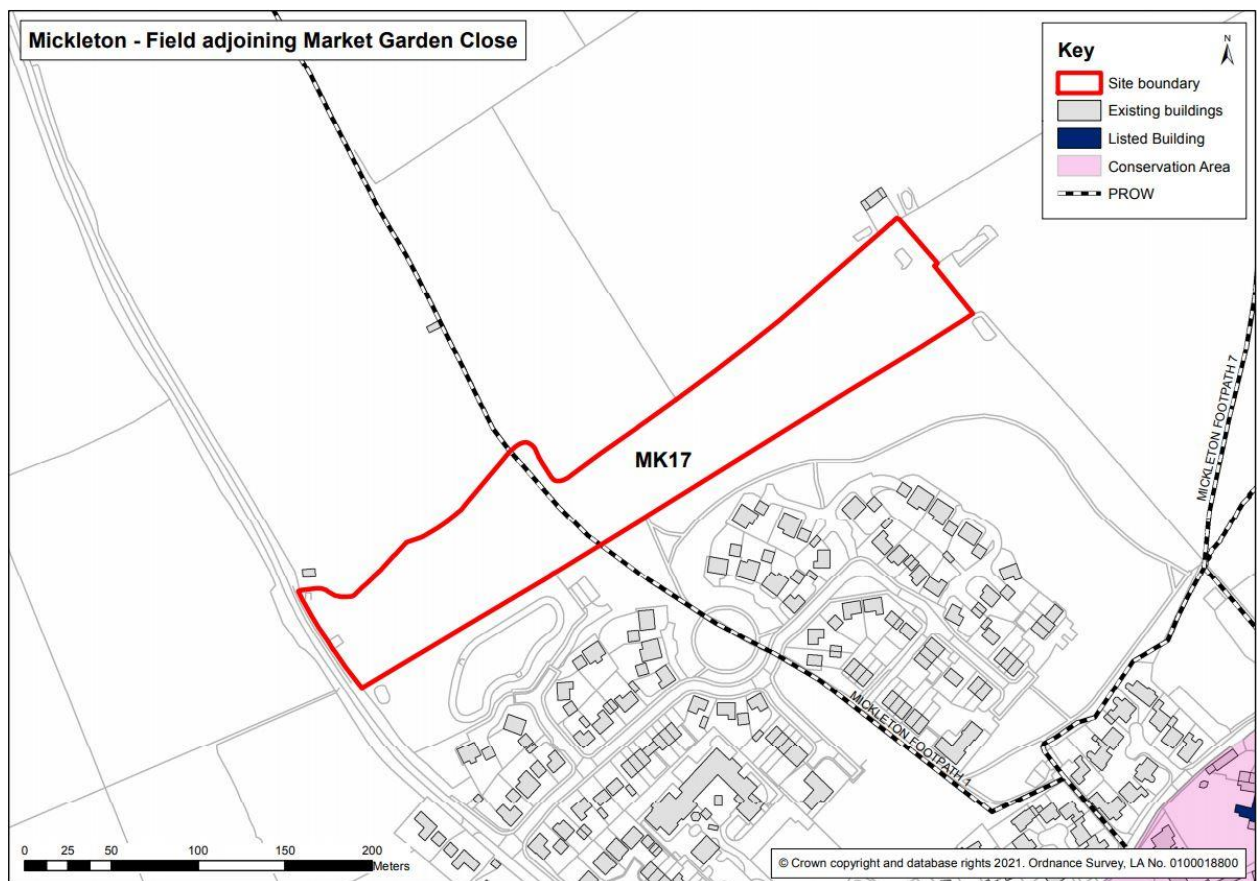 Mickleton - Field adjoining Market Garden Close
Key
N
Site boundary
Existing buildings
Listed Building
Conservation Area
PROW
MK17
MICKLETON FOOTPATH 7
MICKLETON FOOTPATH 1
0 25 50 100 150 200
Meters
© Crown copyright and database rights 2021. Ordnance Survey, LA No. 0100018800